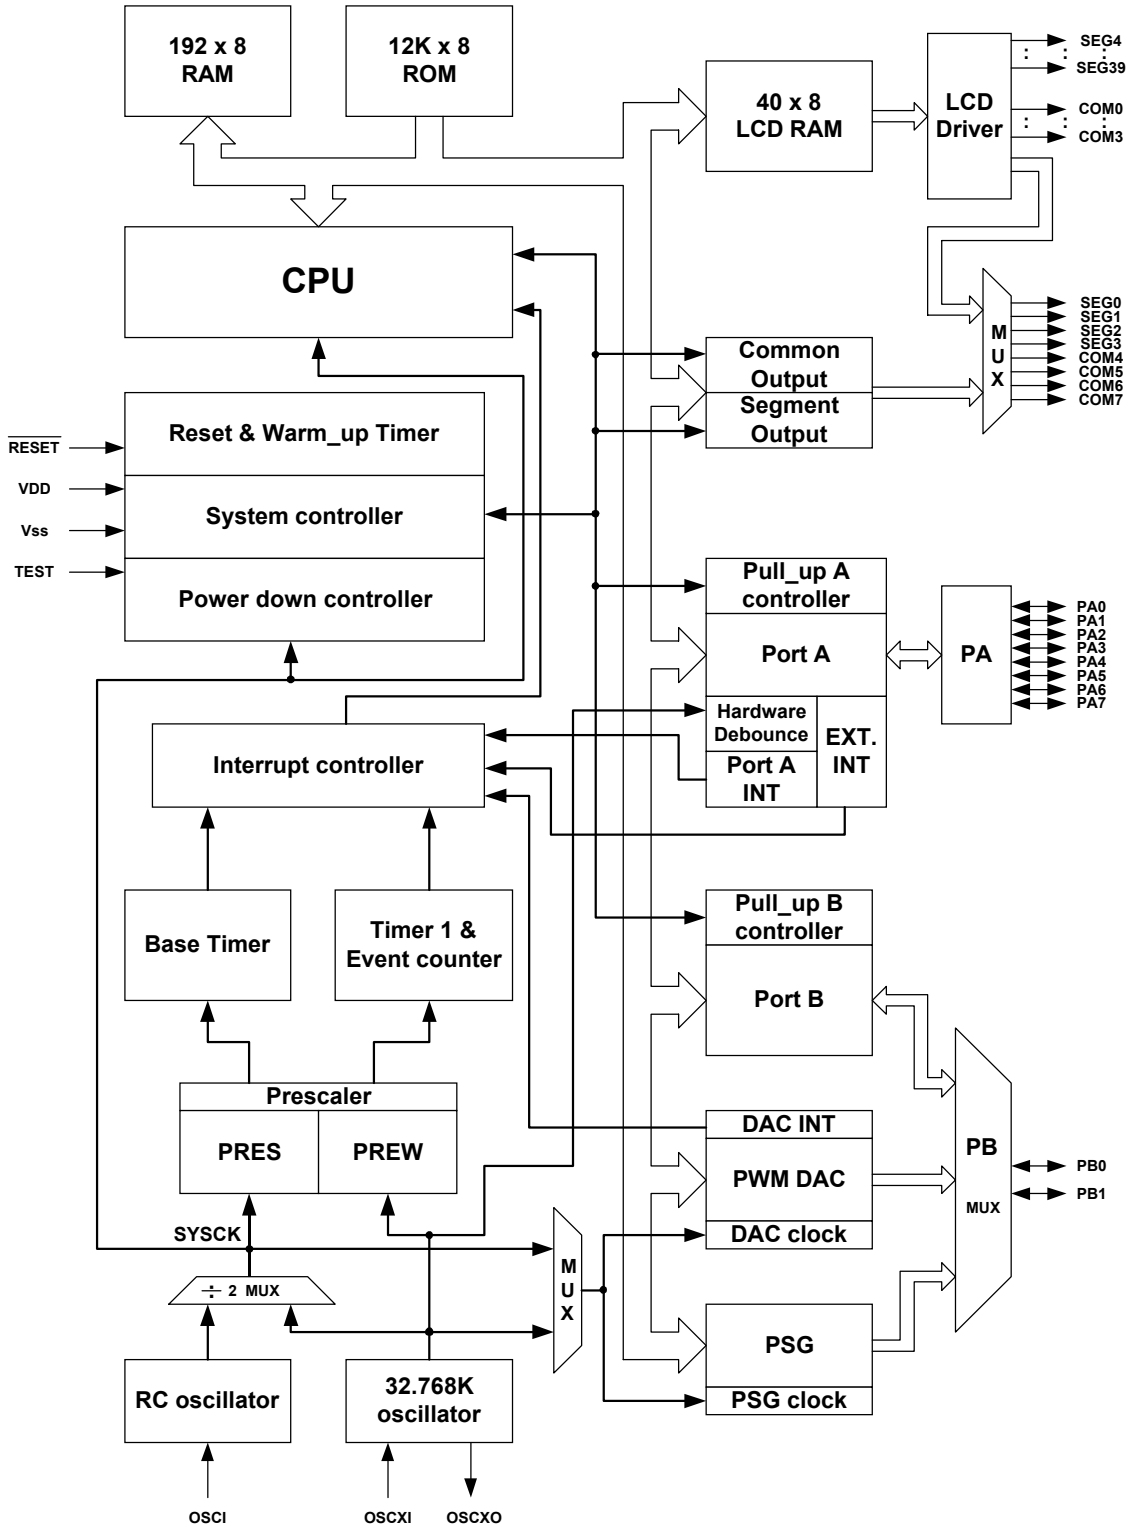 192 x 8
RAM
12K x 8
ROM
40 x 8
LCD RAM
LCD
Driver
SEG4
SEG39
COM0
COM3
CPU
MUX
SEG0
SEG1
SEG2
SEG3
COM4
COM5
COM6
COM7
Common
Output
Segment
Output
RESET
VDD
Vss
TEST
Reset & Warm_up Timer
System controller
Power down controller
Pull_up A
controller
Port A
Hardware
Debounce
Port A
INT
EXT.
INT
PA
PA0
PA1
PA2
PA3
PA4
PA5
PA6
PA7
Interrupt controller
Base Timer
Timer 1 &
Event counter
Pull_up B
controller
Port B
Prescaler
PRES
PREW
DAC INT
PWM DAC
DAC clock
PB
MUX
PB0
PB1
SYSCK
÷ 2 MUX
MUX
RC oscillator
32.768K
oscillator
PSG
PSG clock
OSCI
OSCXI
OSCXO